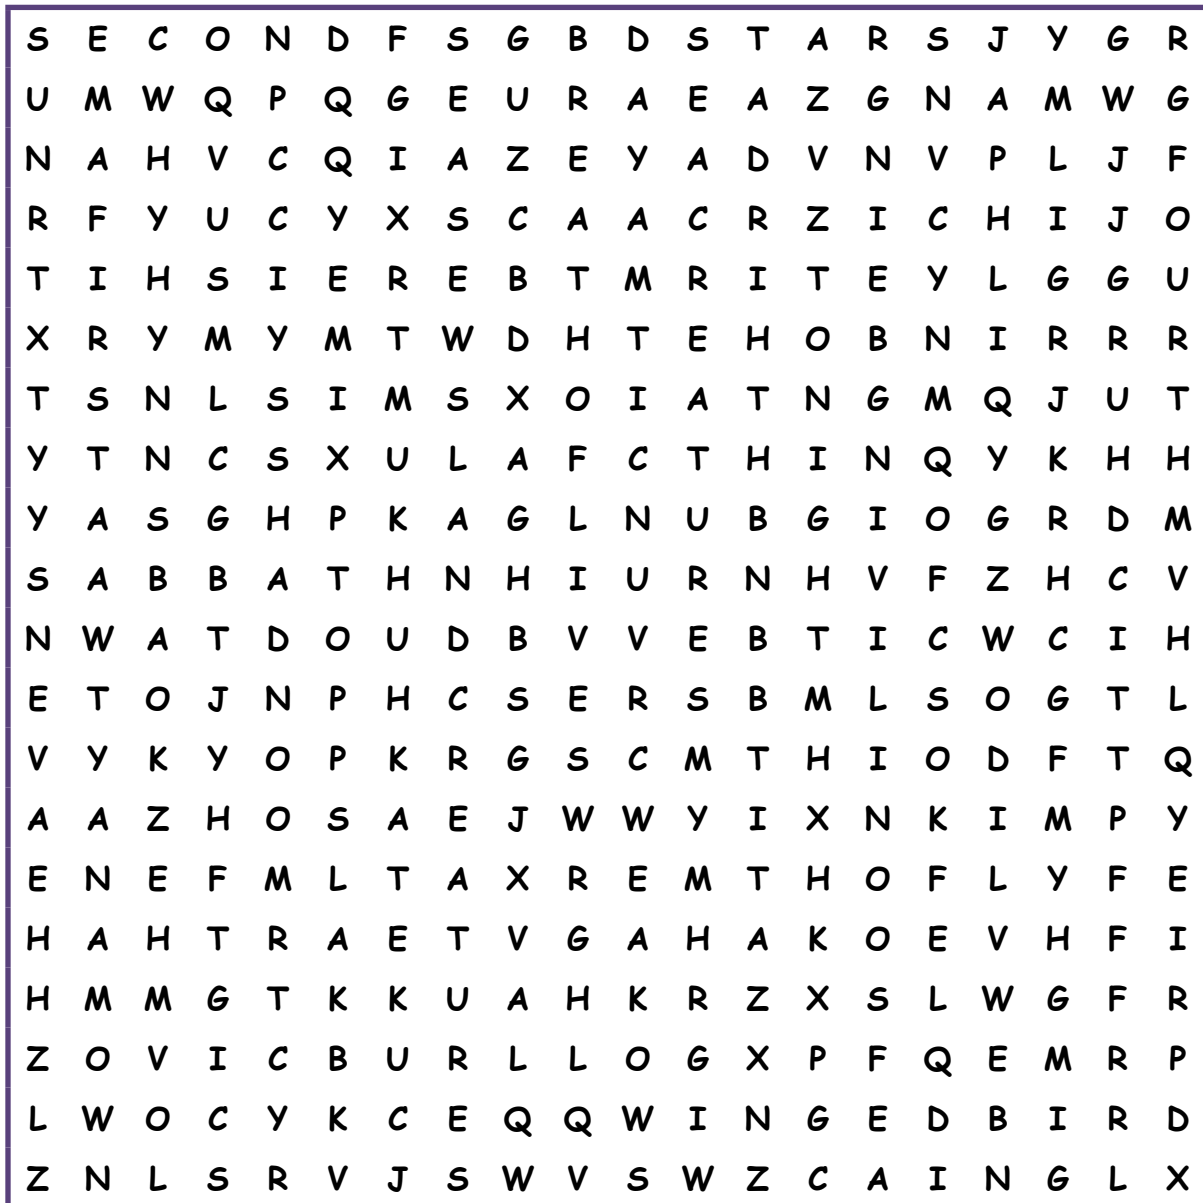 S E C O N D F S G B D S T A R S J Y G R
U M W Q P Q G E U R A E A Z G N A M W G
N A H V C Q I A Z E Y A D V N V P L J F
R F Y U C Y X S C A A C R Z I C H I J O
T I H S I E R E B T M R I T E Y L G G U
X R Y M Y M T W D H T E H O B N I R R R
T S N L S I M S X O I A T N G M Q J U T
Y T N C S X U L A F C T H I N Q Y K H H
Y A S G H P K A G L N U B G I O G R D M
S A B B A T H N H I U R N H V F Z H C V
N W A T D O U D B V V E B T I C W C I H
E T O J N P H C S E R S B M L S O G T L
V Y K Y O P K R G S C M T H I O D F T Q
A A Z H O S A E J W W Y I X N K I M P Y
E N E F M L T A X R E M T H O F L Y F E
H A H T R A E T V G A H A K O E V H F I
H M M G T K K U A H K R Z X S L W G F R
Z O V I C B U R L L O G X P F Q E M R P
L W O C Y K C E Q Q W I N G E D B I R D
Z N L S R V J S W V S W Z C A I N G L X